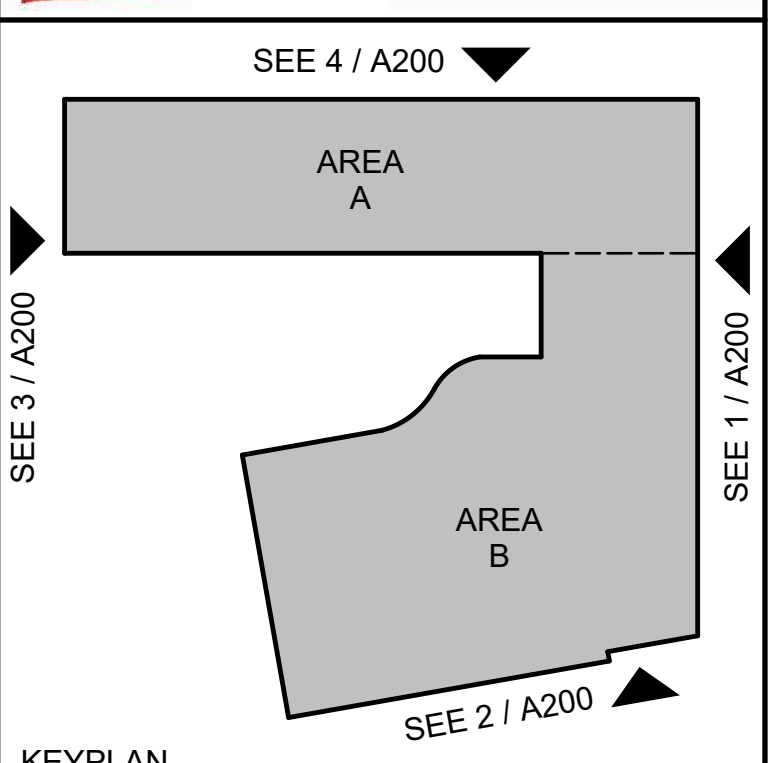 SEE 4 / A200
AREA
A
SEE 3 / A200
SEE 1 / A200
AREA
B
SEE 2 / A200
KEYPLAN